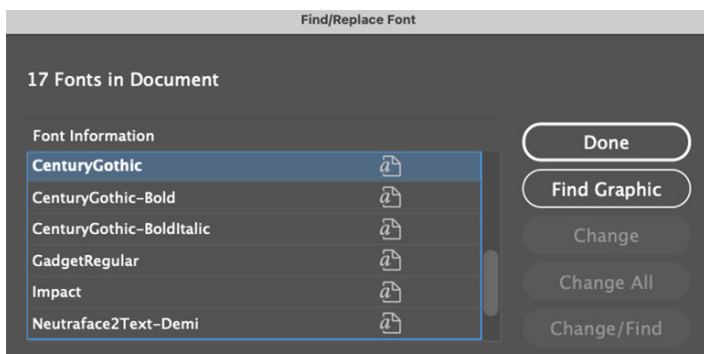 Find/Replace Font
17 Fonts in Document
Font Information
CenturyGothic
CenturyGothic-Bold
CenturyGothic-BoldItalic
GadgetRegular
Impact
Neutraface2Text-Demi
Done
Find Graphic
Change
Change All
Change/Find